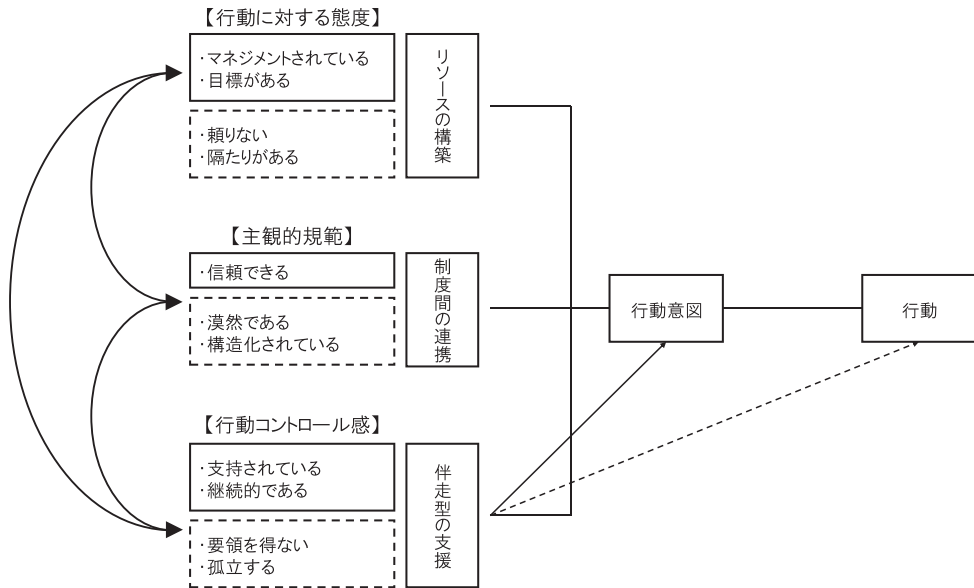 【行動に対する態度】
・マネジメントされている
・目標がある
・頼りない
・隔たりがある
リソースの構築
【主観的規範】
・信頼できる
・漠然である
・構造化されている
制度間の連携
【行動コントロール感】
・支持されている
・継続的である
・要領を得ない
・孤立する
伴走型の支援
行動意図
行動